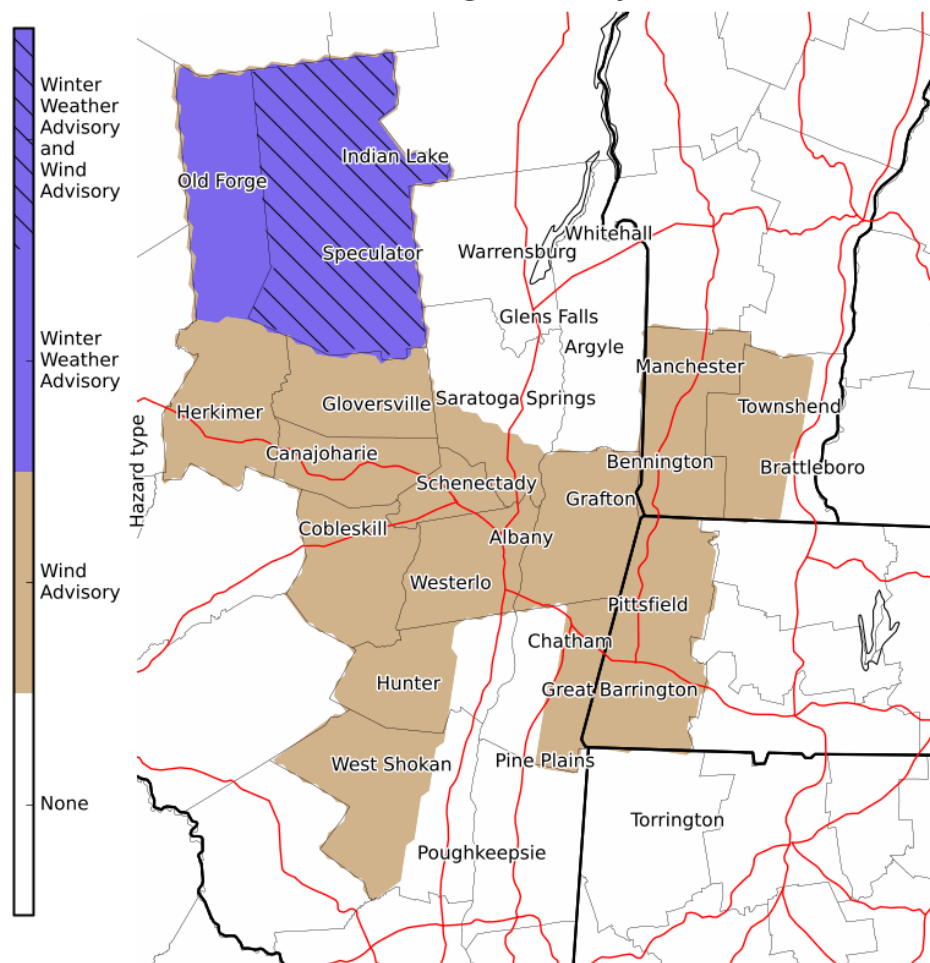 Winter
Weather
Advisory
and
Wind
Advisory
Winter
Weather
Advisory
Wind
Advisory
None
Hazard type
Indian Lake
Old Forge
Speculator
Whitehall
Warrensburg
Glens Falls
Argyle
Manchester
Gloversville
Saratoga Springs
Herkimer
Townshend
Canajoharie
Bennington
Brattleboro
Schenectady
Grafton
Cobleskill
Albany
Westerlo
Pittsfield
Chatham
Hunter
Great Barrington
West Shokan
Pine Plains
Torrington
Poughkeepsie